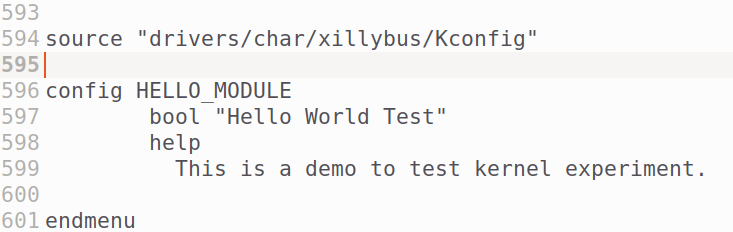 593
594 source "drivers/char/xillybus/Kconfig"
595
596 config HELLO_MODULE
597         bool "Hello World Test"
598         help
599           This is a demo to test kernel experiment.
600
601 endmenu